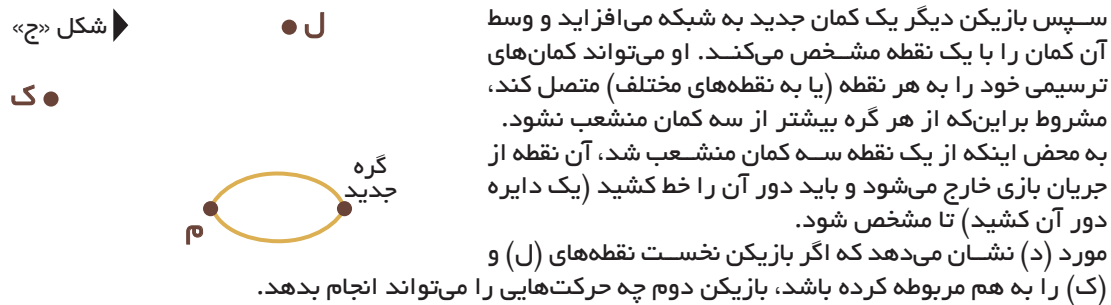 سپس بازیکن دیگر یک کمان جدید به شبکه می‌افزاید و وسط
آن کمان را با یک نقطه مشخص می‌کند. او می‌تواند کمان‌های
ترسیمی خود را به هر نقطه (یا به نقطه‌های مختلف) متصل کند،
مشروط براین‌که از هر گره بیشتر از سه کمان منشعب نشود.
به محض اینکه از یک نقطه سه کمان منشعب شد، آن نقطه از
جریان بازی خارج می‌شود و باید دور آن را خط کشید (یک دایره
دور آن کشید) تا مشخص شود.
مورد (د) نشان می‌دهد که اگر بازیکن نخست نقطه‌های (ل) و
(ک) را به هم مربوطه کرده باشد، بازیکن دوم چه حرکت‌هایی را می‌تواند انجام بدهد.
شکل «ج»
ل
ک
گره
جدید
م